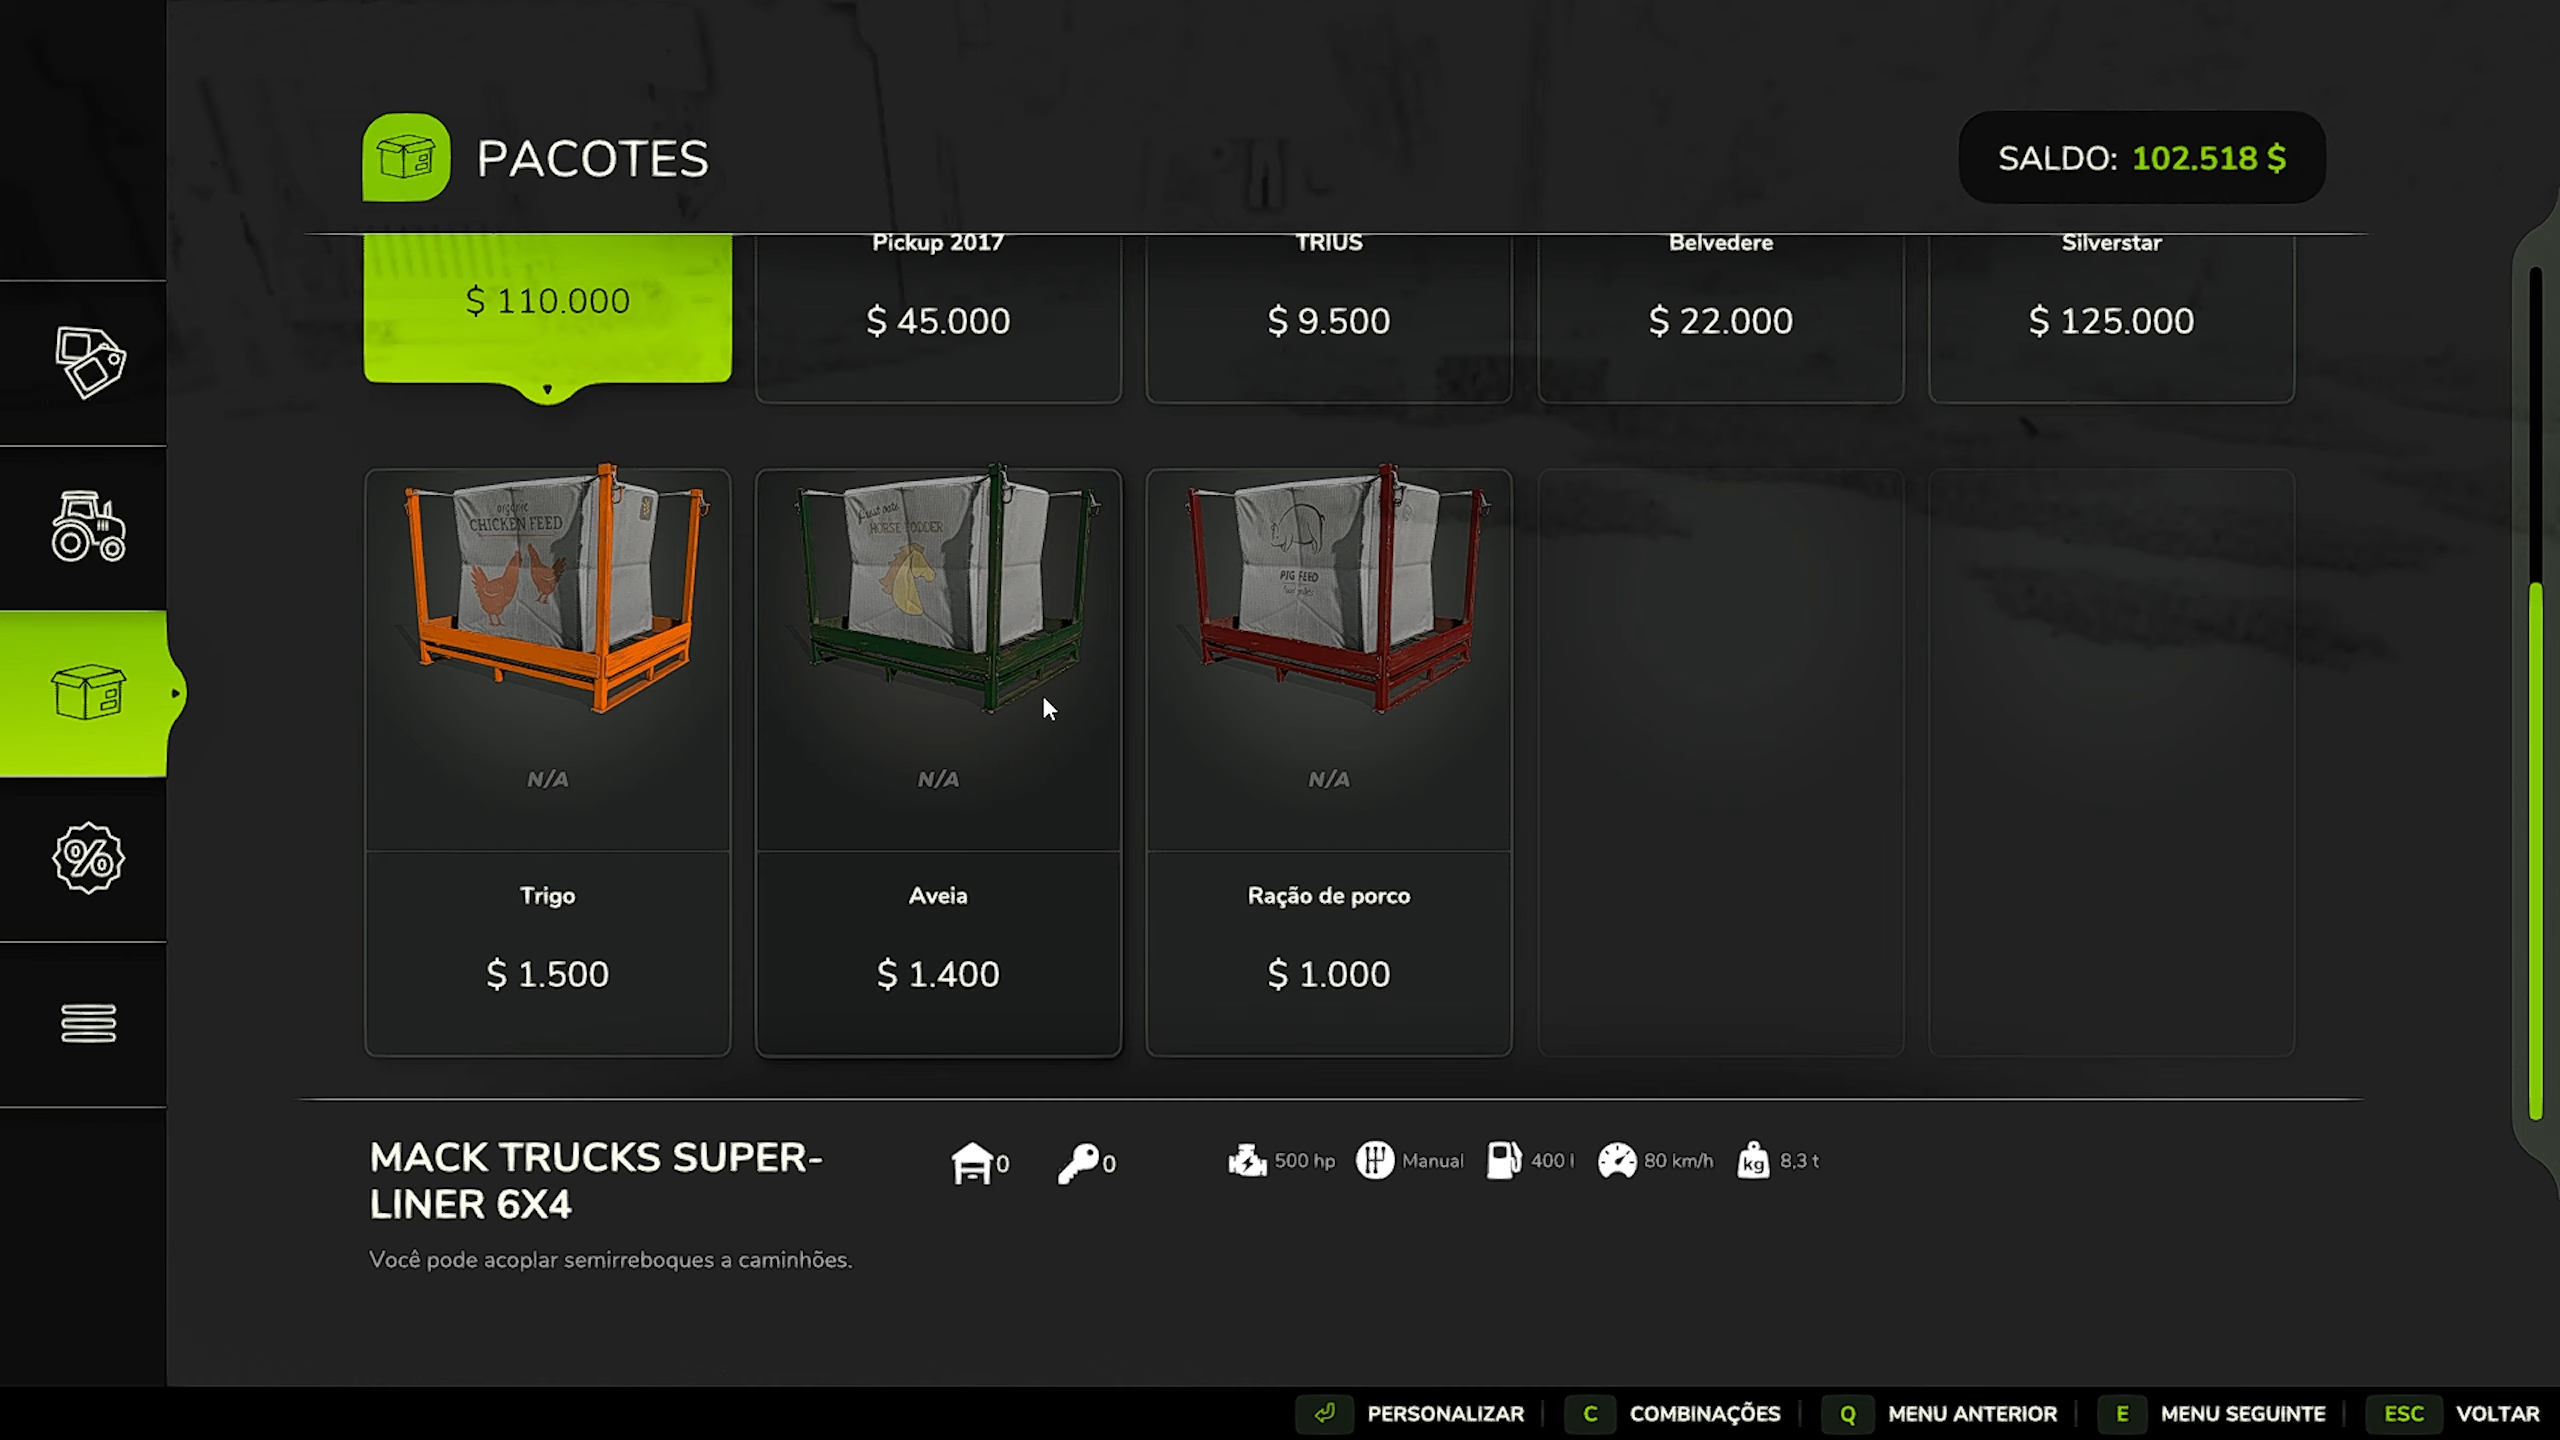 PACOTES
SALDO: 102.518 $
Pickup 2017
TRIUS
Belvedere
Silverstar
$ 110.000
$ 45.000
$ 9.500
$ 22.000
$ 125.000
organic
CHICKEN FEED
HORSE FODDER
PIG FEED
N/A
N/A
N/A
Trigo
Aveia
Ração de porco
$ 1.500
$ 1.400
$ 1.000
MACK TRUCKS SUPER-
LINER 6X4
0
0
500 hp
Manual
400 l
80 km/h
kg
8,3 t
Você pode acoplar semirreboques a caminhões.
PERSONALIZAR
C COMBINAÇÕES
Q MENU ANTERIOR
E MENU SEGUINTE
ESC VOLTAR